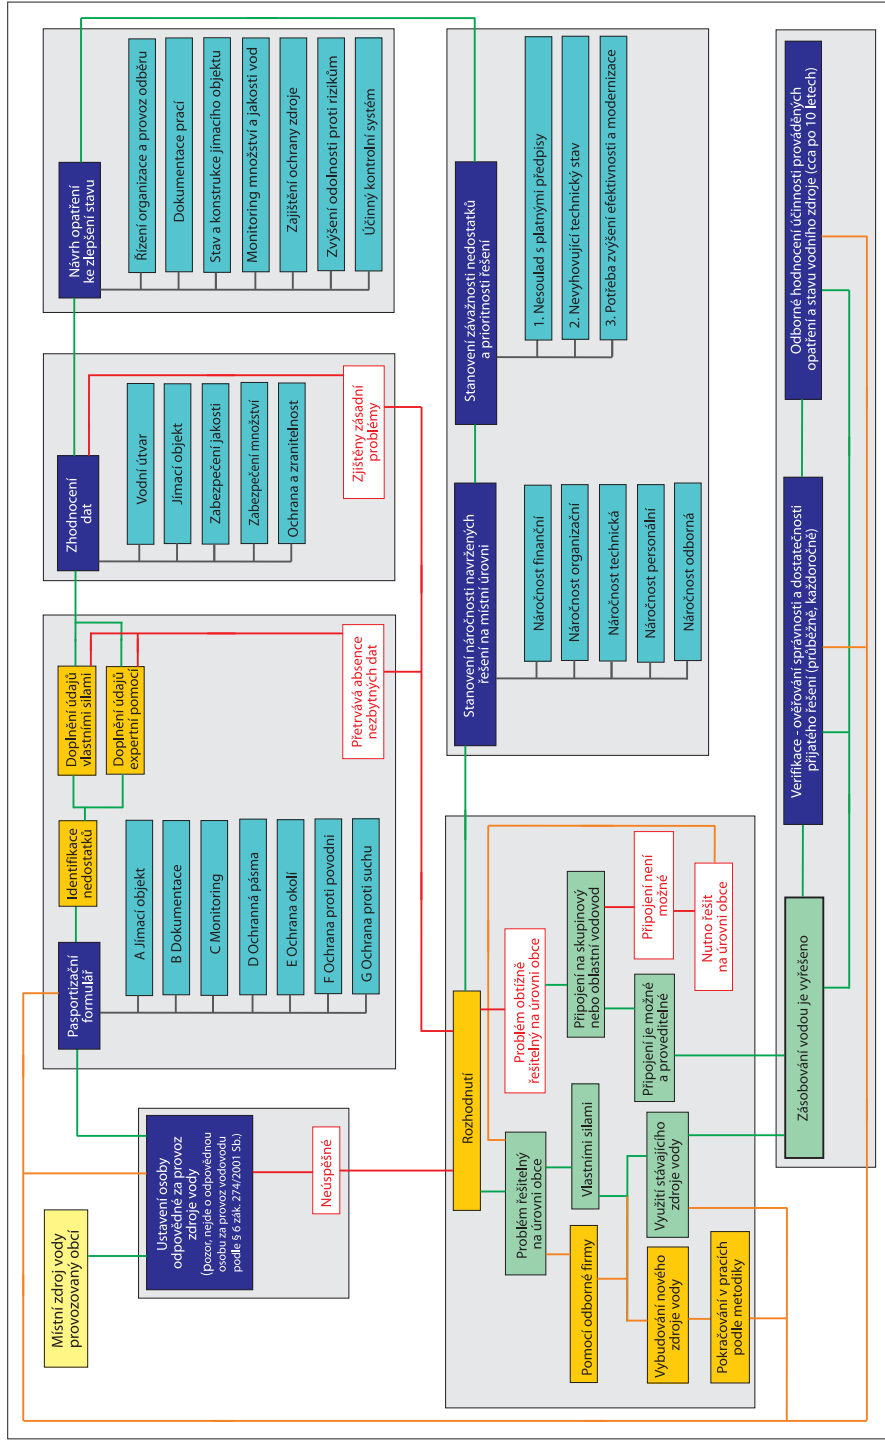 Místní zdroj vody
provozovaný obcí
Ustavení osoby
odpovědné za provoz
zdroje vody
(pozor, nejde o odpovědnou
osobu za provoz vodovodu
podle § 6 zák. 274/2001 Sb.)
Neúspěšné
Pasportizační
formulář
A Jímací objekt
B Dokumentace
C Monitoring
D Ochranná pásma
E Ochrana okolí
F Ochrana proti povodni
G Ochrana proti suchu
Identifikace
nedostatků
Doplnění údajů
vlastními silami
Doplnění údajů
expertní pomocí
Přetrvává absence
nezbytných dat
Zhodnocení
dat
Vodní útvar
Jímací objekt
Zabezpečení jakosti
Zabezpečení množství
Ochrana a zranitelnost
Zjištěny zásadní
problémy
Návrh opatření
ke zlepšení stavu
Řízení organizace a provoz odběru
Dokumentace prací
Stav a konstrukce jímacího objektu
Monitoring množství a jakosti vod
Zajištění ochrany zdroje
Zvýšení odolnosti proti rizikům
Účinný kontrolní systém
Rozhodnutí
Problém řešitelný
na úrovni obce
Problém obtížně
řešitelný na úrovni obce
Pomocí odborné firmy
Vlastními silami
Připojení na skupinový
nebo oblastní vodovod
Vybudování nového
zdroje vody
Využití stávajícího
zdroje vody
Připojení je možné
a proveditelné
Připojení není
možné
Pokračování v pracích
podle metodiky
Nutno řešit
na úrovni obce
Stanovení náročnosti navržených
řešení na místní úrovni
Náročnost finanční
Náročnost organizační
Náročnost technická
Náročnost personální
Náročnost odborná
Stanovení závažnosti nedostatků
a prioritnosti řešení
1. Nesoulad s platnými předpisy
2. Nevyhovující technický stav
3. Potřeba zvýšení efektivnosti a modernizace
Zásobování vodou je vyřešeno
Verifikace - ověřování správnosti a dostatečnosti
přijatého řešení (průběžně, každoročně)
Odborné hodnocení účinnosti prováděných
opatření a stavu vodního zdroje (cca po 10 letech)